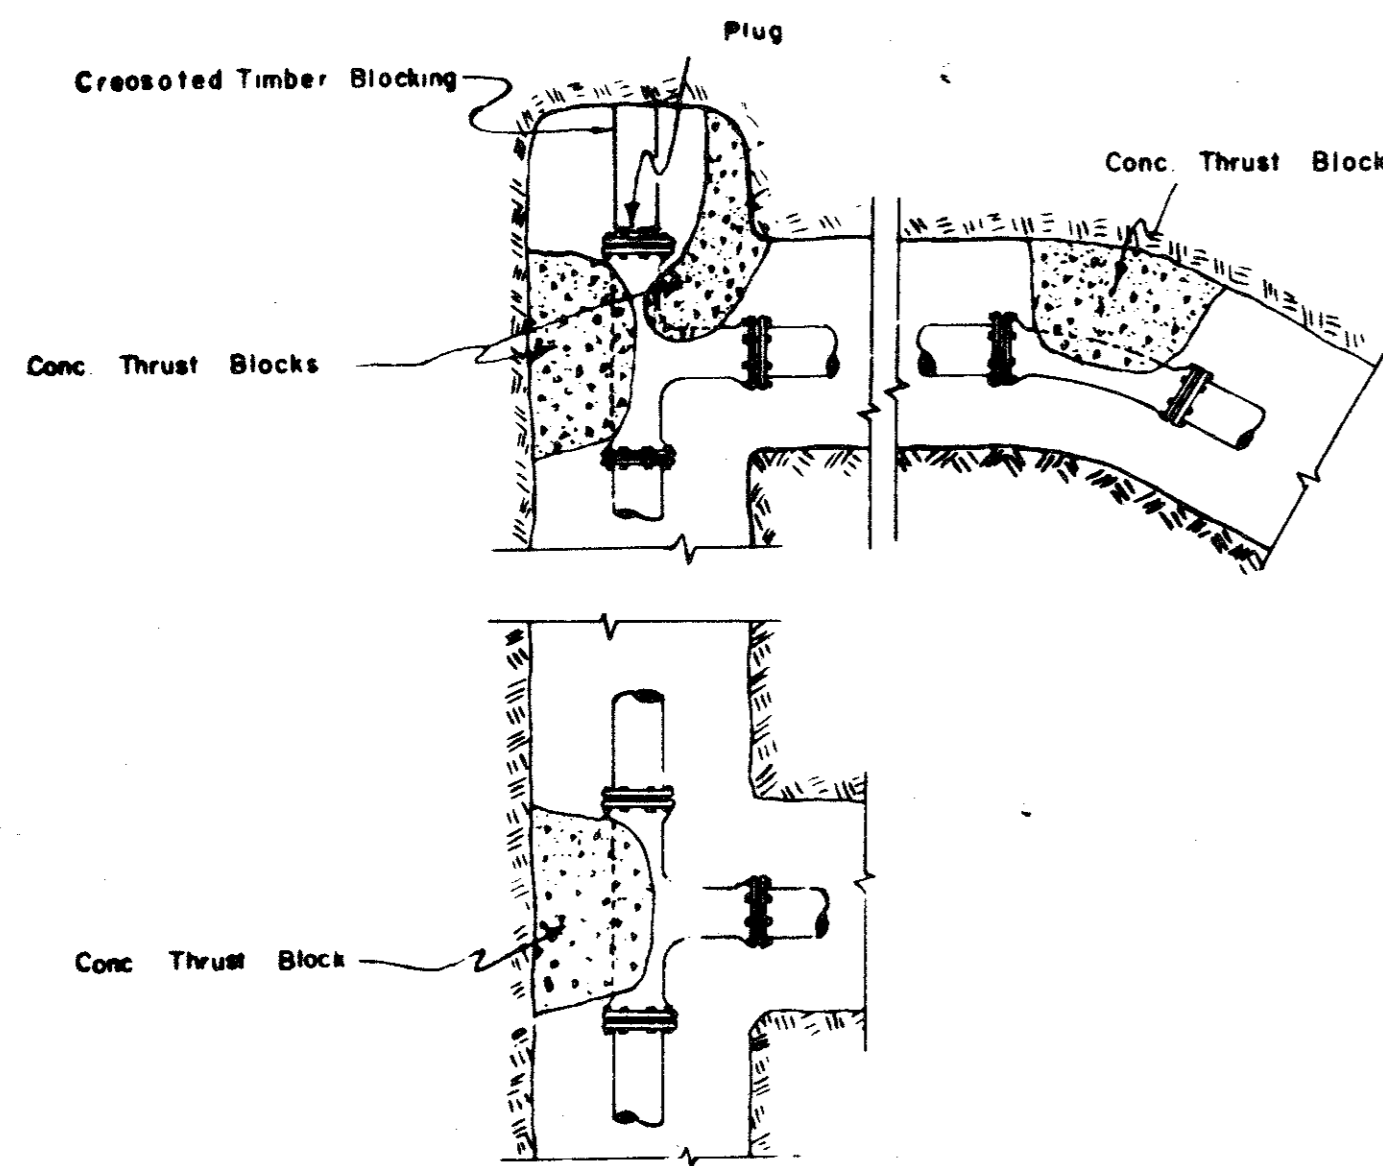 Plug
Creosoted Timber Blocking
Conc. Thrust Block
Conc. Thrust Blocks
Conc Thrust Block